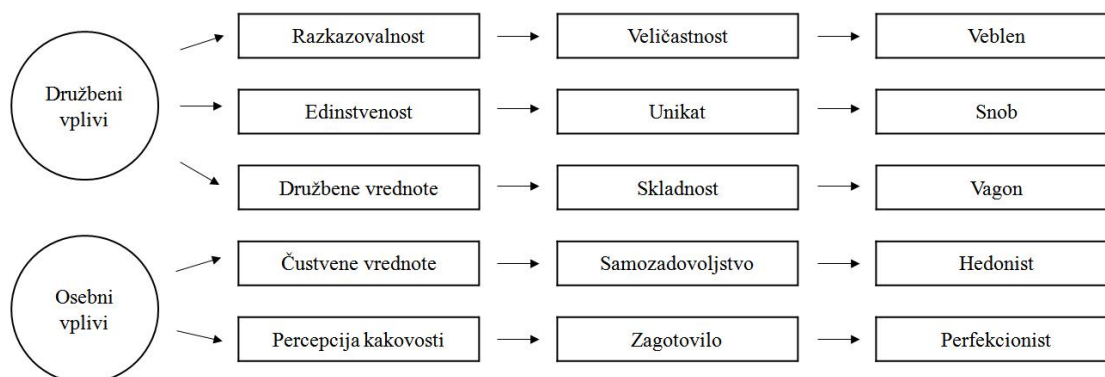 Družbeni
vplivi
Razkazovalnost
Veličastnost
Veblen
Edinstvenost
Unikat
Snob
Družbene vrednote
Skladnost
Vagon
Osebni
vplivi
Čustvene vrednote
Samozadovoljstvo
Hedonist
Percepcija kakovosti
Zagotovilo
Perfekcionist